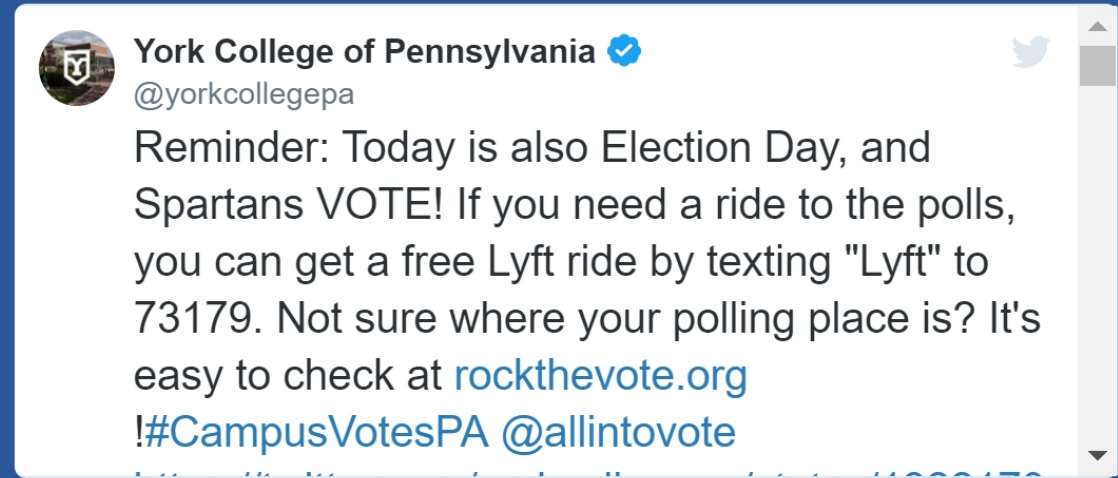 York College of Pennsylvania
@yorkcollegepa
Reminder: Today is also Election Day, and
Spartans VOTE! If you need a ride to the polls,
you can get a free Lyft ride by texting "Lyft" to
73179. Not sure where your polling place is? It's
easy to check at rockthevote.org
!#CampusVotesPA @allintovote